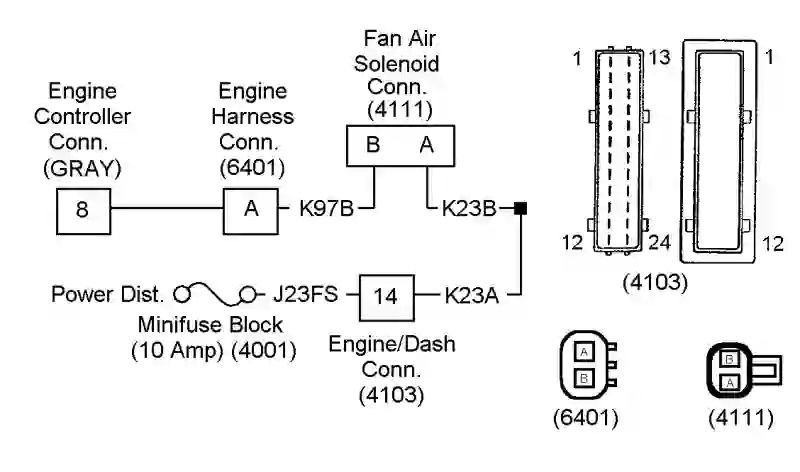 Fan Air
Solenoid
Conn.
(4111)
Engine
Controller
Conn.
(GRAY)
Engine
Harness
Conn.
(6401)
B A
8
A
K97B
K23B
Power Dist.
J23FS
14
K23A
Minifuse Block
(10 Amp) (4001)
Engine/Dash
Conn.
(4103)
1 13
1
12 24
12
(4103)
A
B
(6401)
B
A
(4111)